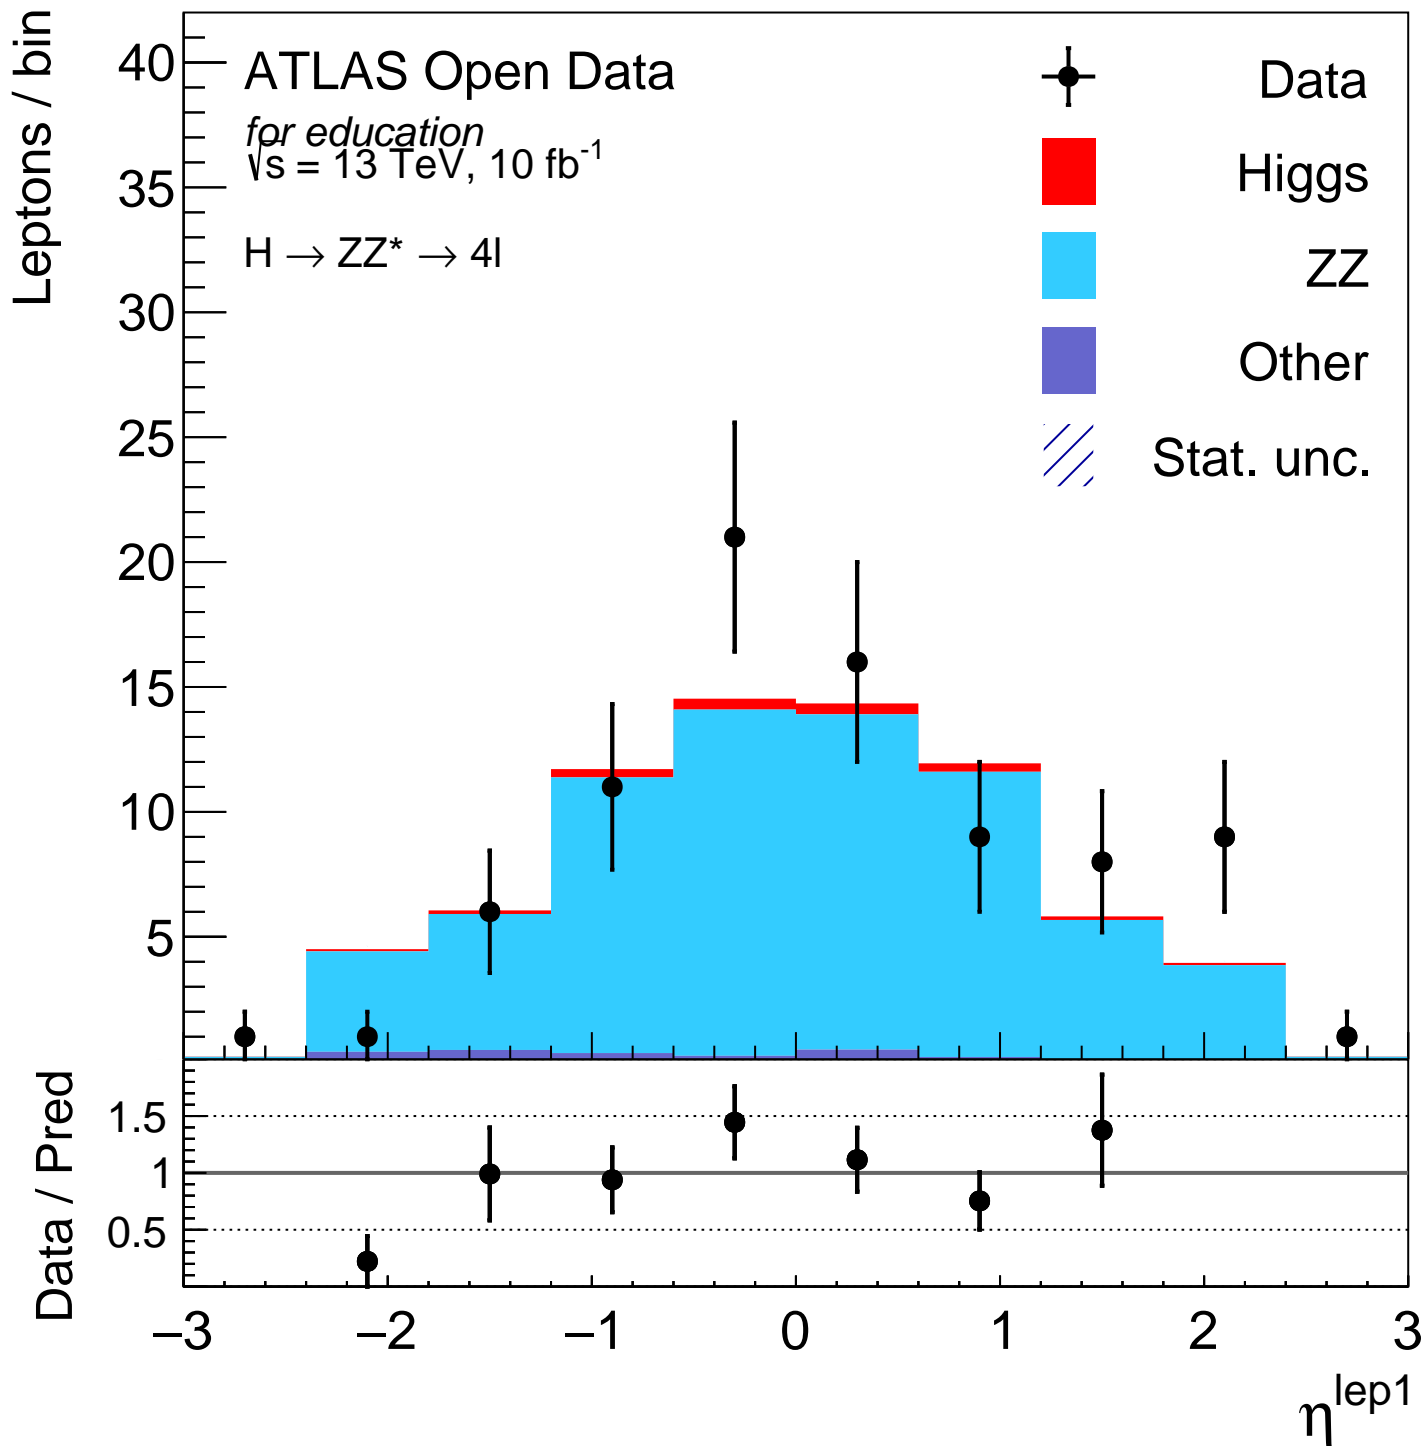 Leptons / bin
40
35
30
25
20
15
10
5
ATLAS Open Data
for education
√s = 13 TeV, 10 fb⁻¹
H → ZZ* → 4l
Data
Higgs
ZZ
Other
Stat. unc.
Data / Pred
1.5
1
0.5
−3 −2 −1 0 1 2 3
η^lep1